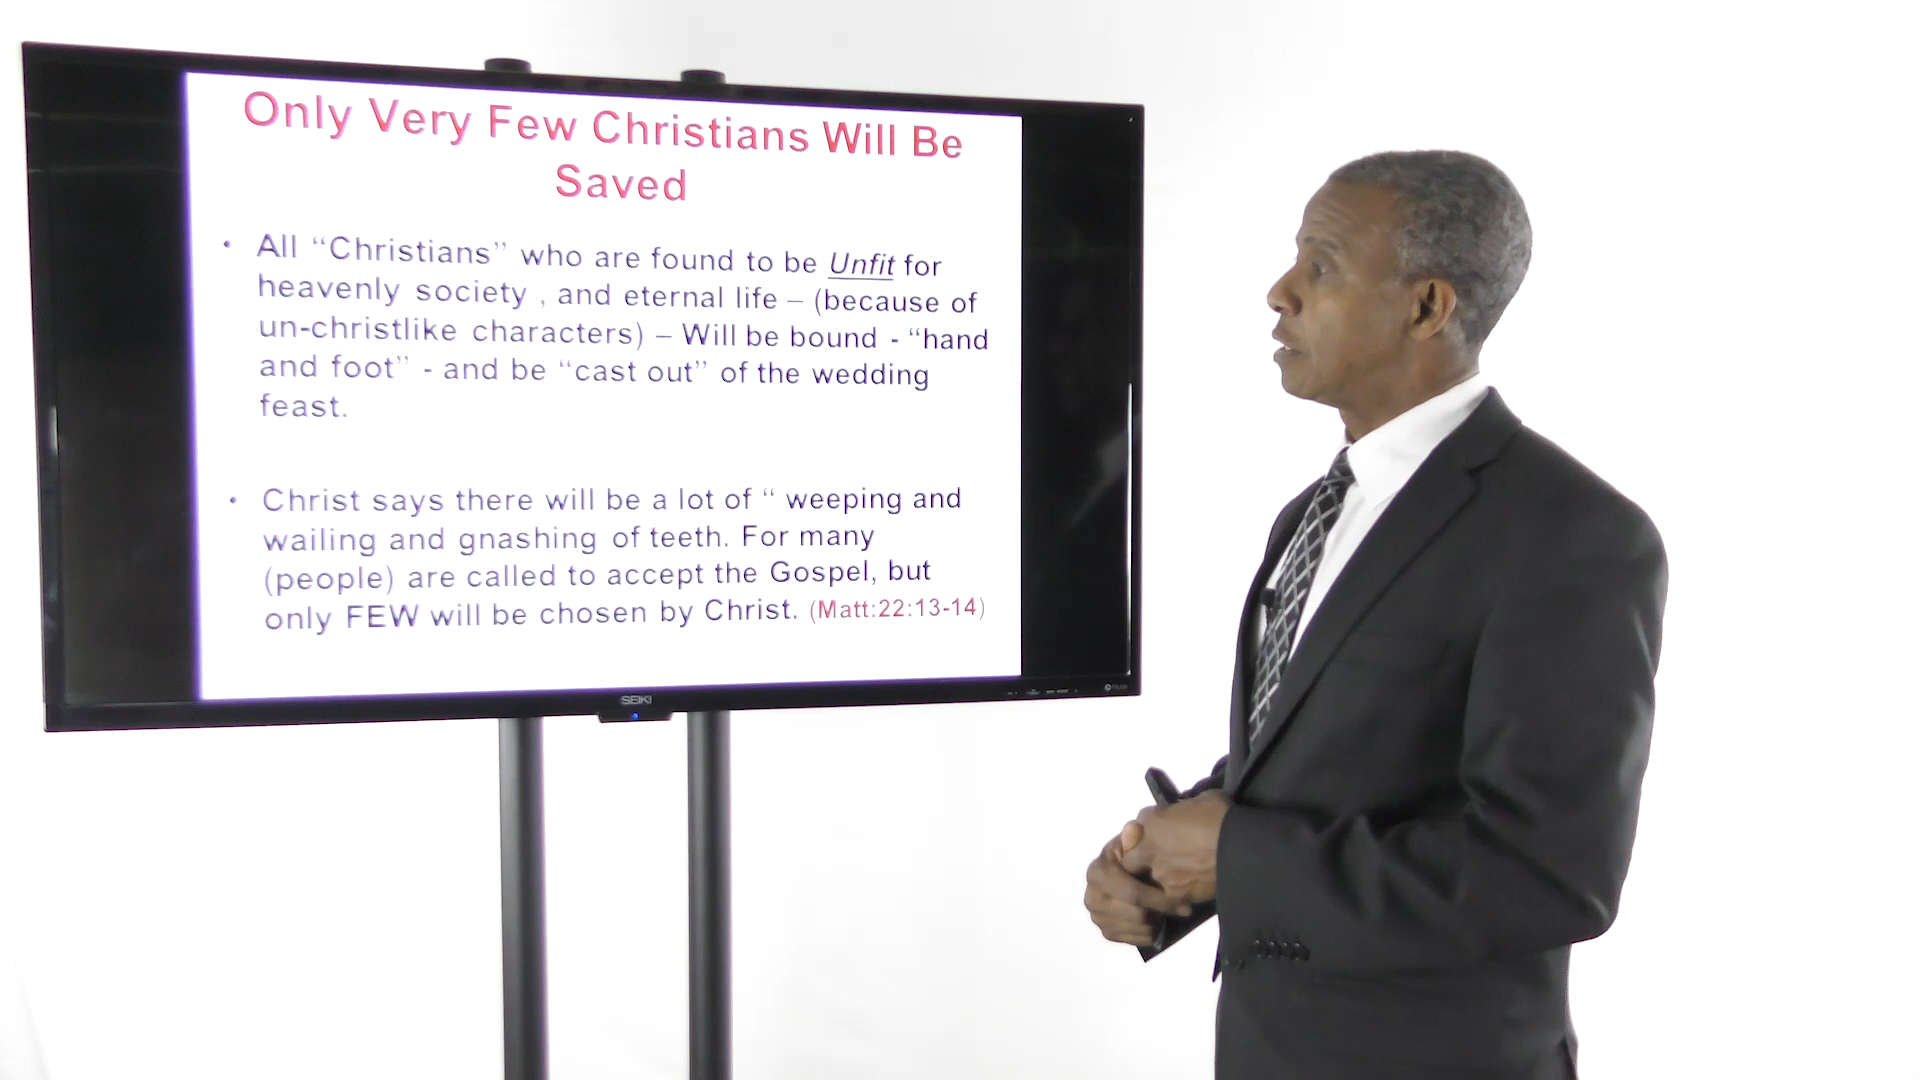 Only Very Few Christians Will Be
Saved
• All “Christians” who are found to be Unfit for
heavenly society , and eternal life – (because of
un-christlike characters) – Will be bound - “hand
and foot” - and be “cast out” of the wedding
feast.
• Christ says there will be a lot of “ weeping and
wailing and gnashing of teeth. For many
(people) are called to accept the Gospel, but
only FEW will be chosen by Christ. (Matt:22:13-14)
SEIKI